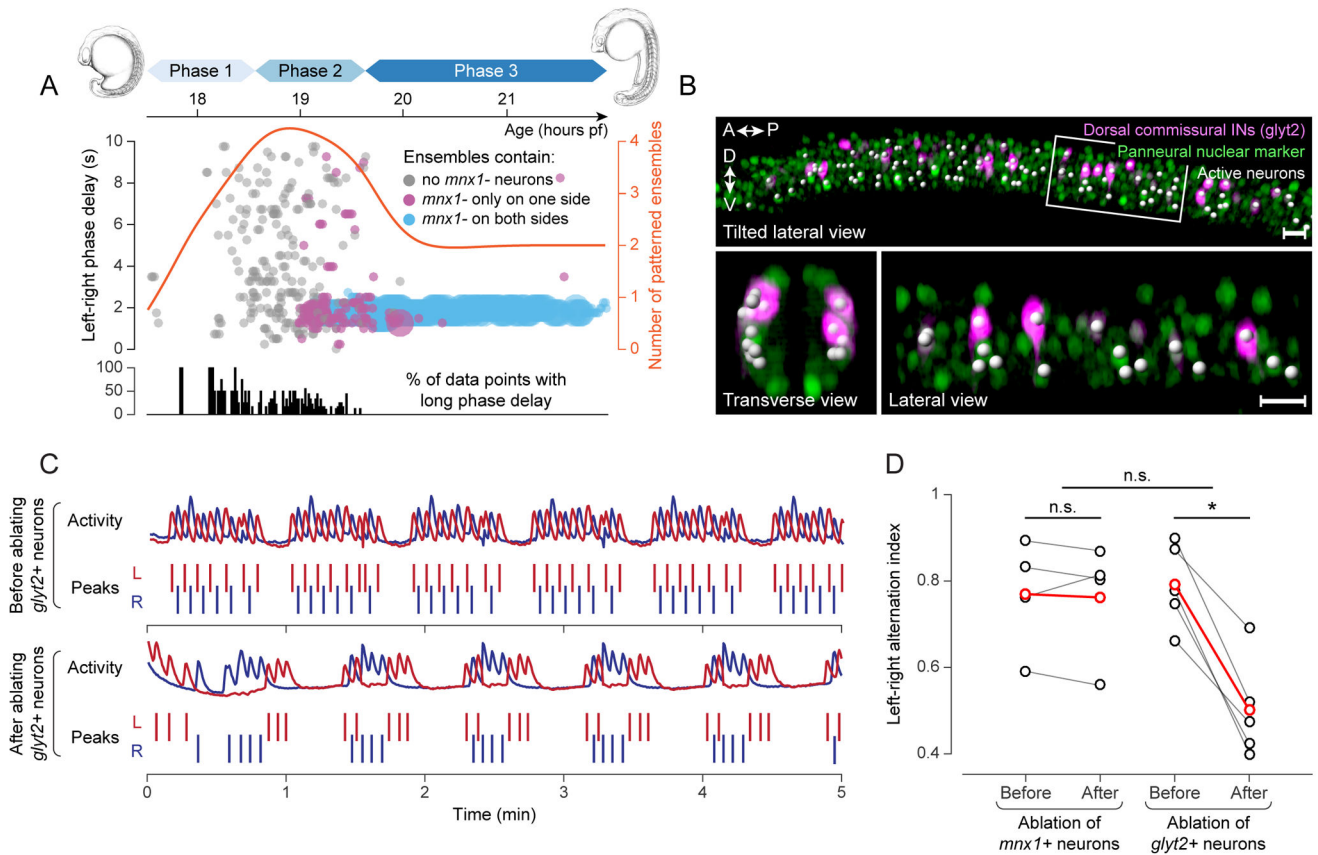 A
Phase 1
Phase 2
Phase 3
18
19
20
21
Age (hours pf)
Left-right phase delay (s)
10
8
6
4
2
0
Ensembles contain:
no mnx1- neurons
mnx1- only on one side
mnx1- on both sides
4
3
2
1
0
Number of patterned ensembles
100
50
0
% of data points with
long phase delay
B
A P
D
V
Dorsal commissural INs (glyt2)
Panneural nuclear marker
Active neurons
Tilted lateral view
Transverse view
Lateral view
C
Before ablating
glyt2+ neurons
Activity
Peaks
L
R
After ablating
glyt2+ neurons
Activity
Peaks
L
R
0
1
2
3
4
5
Time (min)
D
Left-right alternation index
1
0.8
0.6
0.4
n.s.
n.s.
*
Before
After
Before
After
Ablation of
mnx1+ neurons
Ablation of
glyt2+ neurons